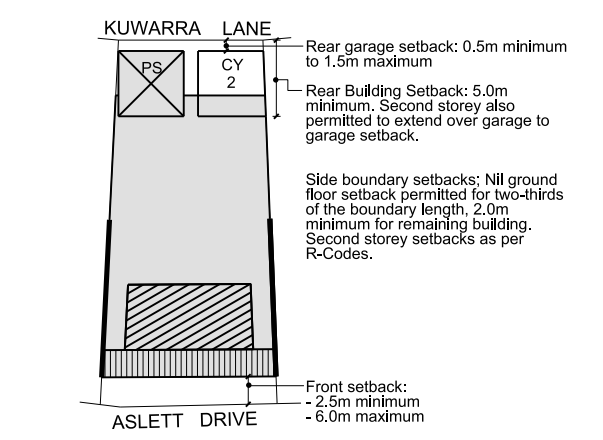 KUWARRA LANE
PS
CY
2
Rear garage setback: 0.5m minimum
to 1.5m maximum
Rear Building Setback: 5.0m
minimum. Second storey also
permitted to extend over garage to
garage setback.
Side boundary setbacks; Nil ground
floor setback permitted for two-thirds
of the boundary length, 2.0m
minimum for remaining building.
Second storey setbacks as per
R-Codes.
Front setback:
- 2.5m minimum
- 6.0m maximum
ASLETT DRIVE